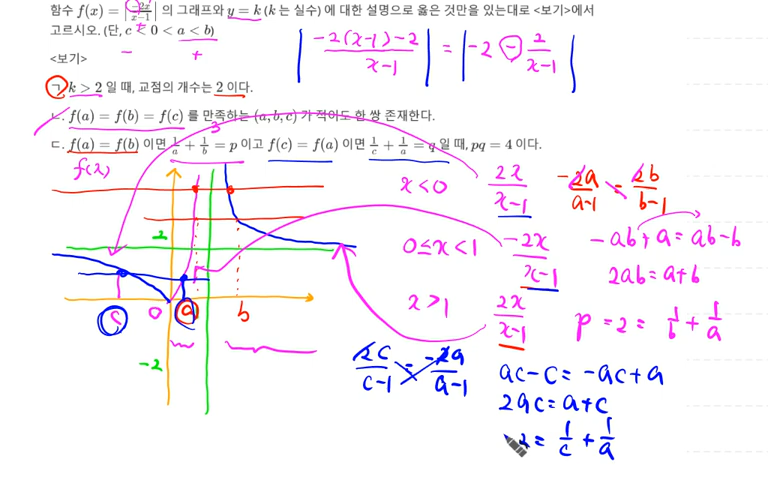 함수 f(x) = |-2x/x-1| 의 그래프와 y = k (k 는 실수) 에 대한 설명으로 옳은 것만을 있는대로 <보기>에서
고르시오. (단, c < 0 < a < b)
- + +
<보기>
ㄱ. k > 2 일 때, 교점의 개수는 2 이다.
ㄴ. f(a) = f(b) = f(c) 를 만족하는 (a, b, c) 가 적어도 한 쌍 존재한다.
3
ㄷ. f(a) = f(b) 이면 1/a + 1/b = p 이고 f(c) = f(a) 이면 1/c + 1/a = q 일 때, pq = 4 이다.
|-2(x-1)-2 / x-1| = |-2 - 2/x-1|
f(x)
2
c 0 a b
-2
x<0 2x/x-1
0≤x<1 -2x/x-1
x>1 2x/x-1
-2a/a-1 = 2b/b-1
-ab+a = ab-b
2ab = a+b
p = 2 = 1/b + 1/a
2c/c-1 = -2a/a-1
ac-c = -ac+a
2ac = a+c
2 = 1/c + 1/a